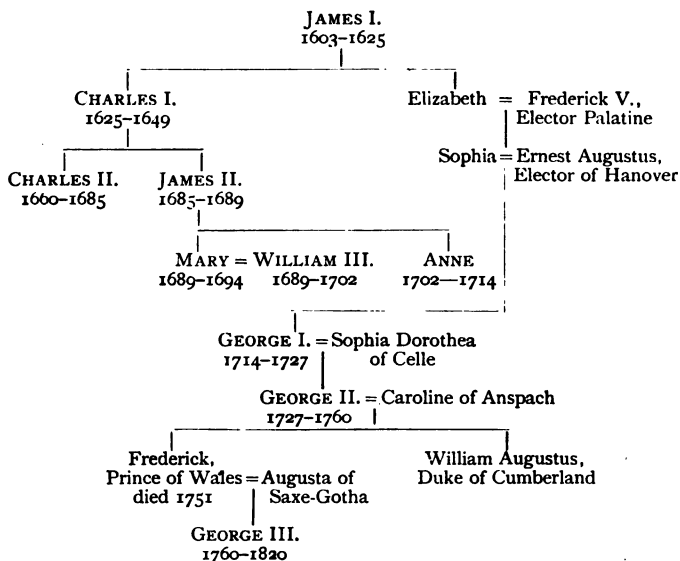 JAMES I.
1603–1625
CHARLES I.
1625–1649
Elizabeth = Frederick V.,
Elector Palatine
Sophia = Ernest Augustus,
Elector of Hanover
CHARLES II.
1660–1685
JAMES II.
1685–1689
MARY = WILLIAM III.
1689–1694 1689–1702
ANNE
1702—1714
GEORGE I. = Sophia Dorothea
1714–1727 of Celle
GEORGE II. = Caroline of Anspach
1727–1760
Frederick,
Prince of Wales = Augusta of
died 1751 Saxe-Gotha
William Augustus,
Duke of Cumberland
GEORGE III.
1760–1820